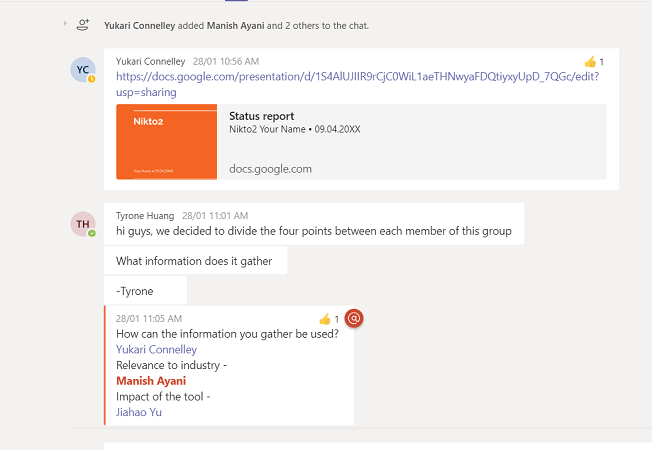 Yukari Connelley added Manish Ayani and 2 others to the chat.
YC
Yukari Connelley 28/01 10:56 AM
1
https://docs.google.com/presentation/d/1S4AlUJIIR9rCjC0WiL1aeTHNwyaFDQtiyxyUpD_7QGc/edit?
usp=sharing
Nikto2
Your Name • 09.04.20XX
Status report
Nikto2 Your Name • 09.04.20XX
docs.google.com
TH
Tyrone Huang 28/01 11:01 AM
hi guys, we decided to divide the four points between each member of this group
What information does it gather
-Tyrone
28/01 11:05 AM
1
@
How can the information you gather be used?
Yukari Connelley
Relevance to industry -
Manish Ayani
Impact of the tool -
Jiahao Yu